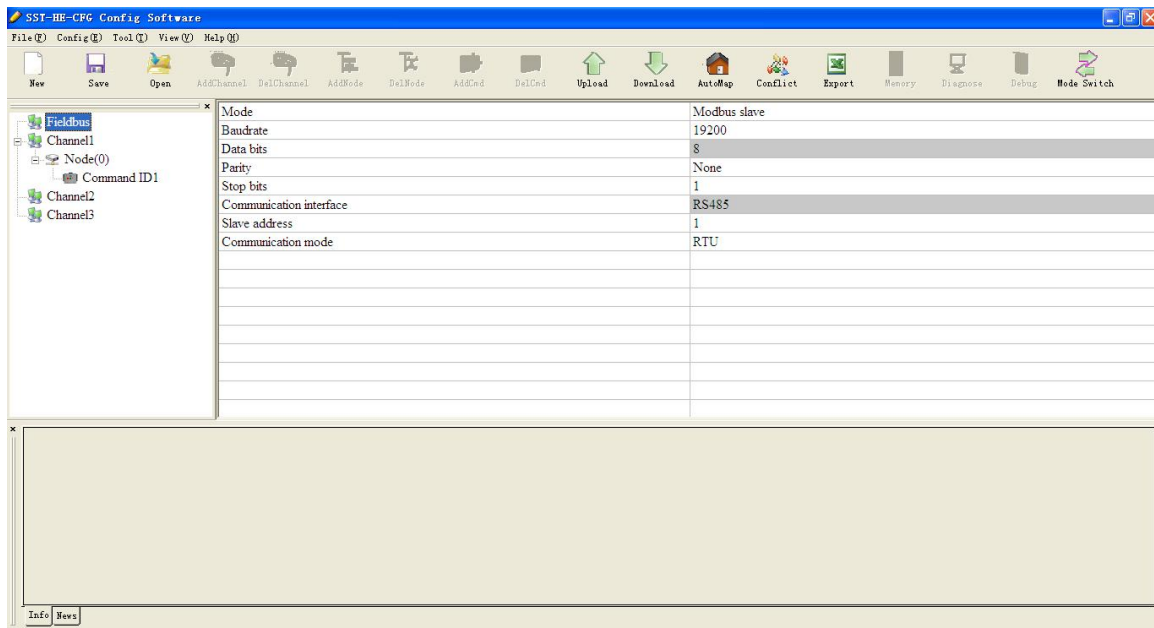 SST-HE-CFG Config Software
File(F) Config(E) Tool(T) View(V) Help(H)
New Save Open AddChannel DelChannel AddNode DelNode AddCmd DelCmd Upload Download AutoMap Conflict Export Memory Diagnose Debug Mode Switch
Fieldbus
Channel1
Node(0)
Command ID1
Channel2
Channel3
Mode Modbus slave
Baudrate 19200
Data bits 8
Parity None
Stop bits 1
Communication interface RS485
Slave address 1
Communication mode RTU
Info News